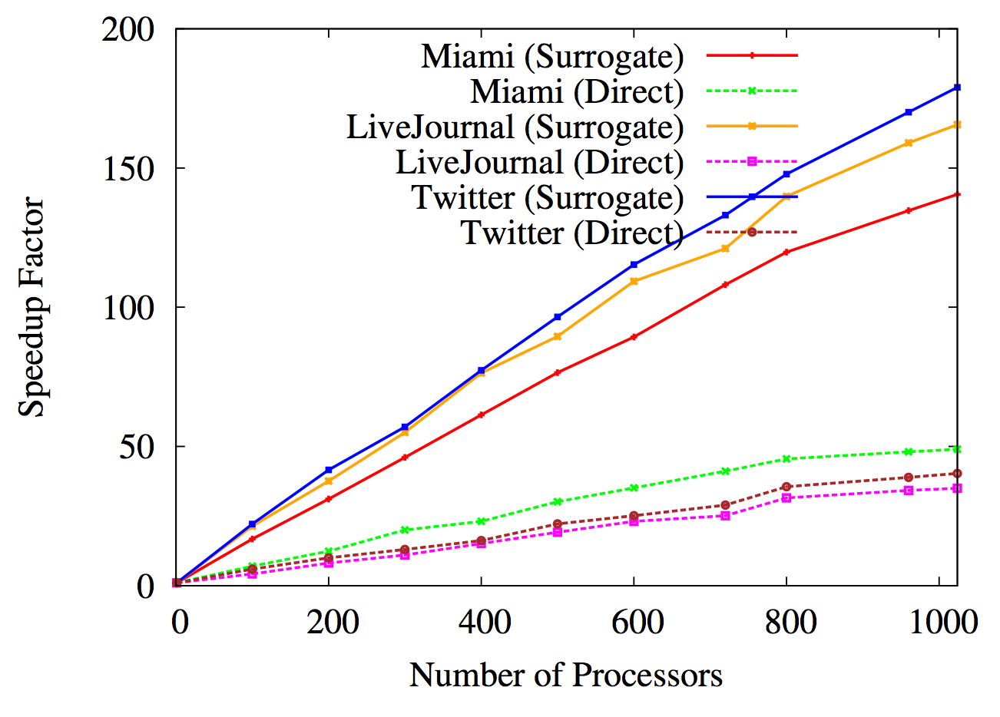 200
150
100
50
0
Speedup Factor
Miami (Surrogate)
Miami (Direct)
LiveJournal (Surrogate)
LiveJournal (Direct)
Twitter (Surrogate)
Twitter (Direct)
0 200 400 600 800 1000
Number of Processors